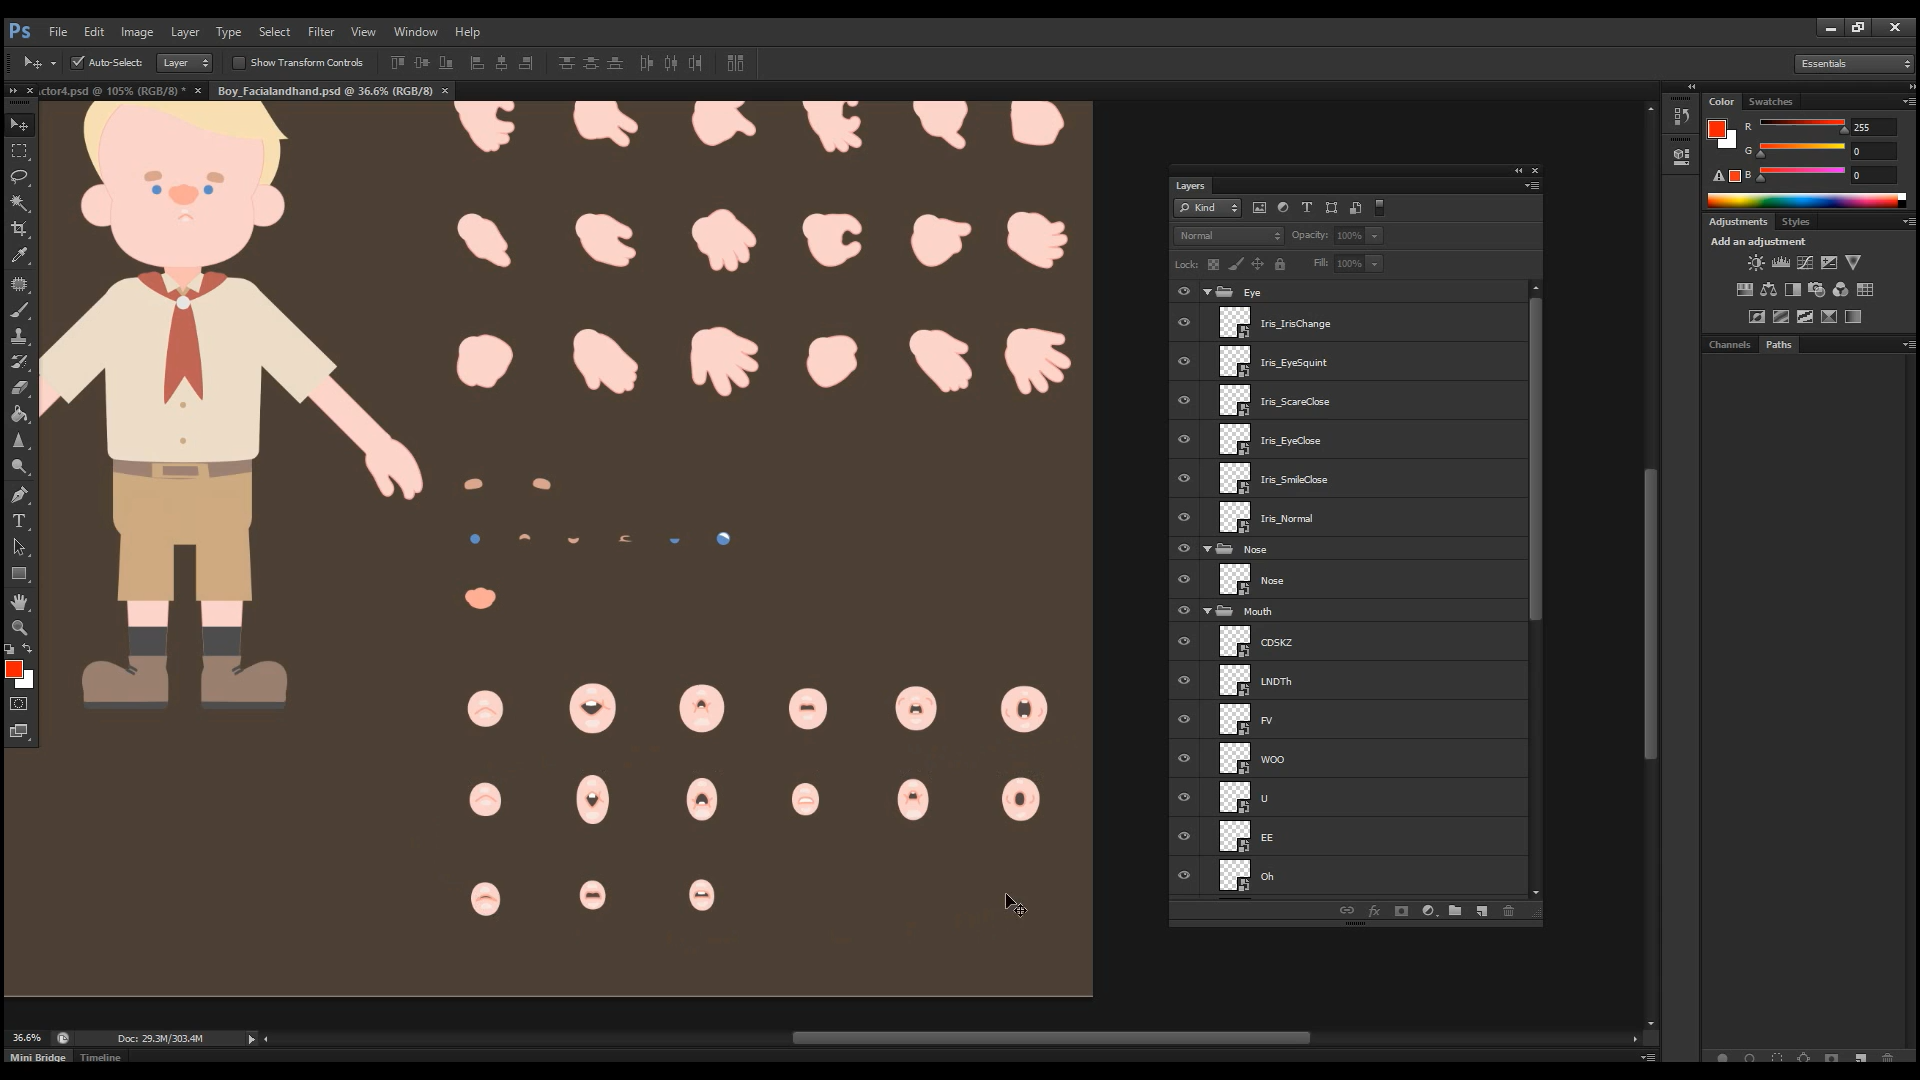 Ps File Edit Image Layer Type Select Filter View Window Help
Auto-Select: Layer Show Transform Controls Essentials
ctor4.psd @ 105% (RGB/8) * × Boy_Facialandhand.psd @ 36.6% (RGB/8) ×
Color Swatches
R 255
G 0
B 0
Adjustments Styles
Add an adjustment
Channels Paths
Layers
Kind
Normal Opacity: 100%
Lock: Fill: 100%
Eye
Iris_IrisChange
Iris_EyeSquint
Iris_ScareClose
Iris_EyeClose
Iris_SmileClose
Iris_Normal
Nose
Nose
Mouth
CDSKZ
LNDTh
FV
WOO
U
EE
Oh
fx
36.6% Doc: 29.3M/303.4M
Mini Bridge Timeline